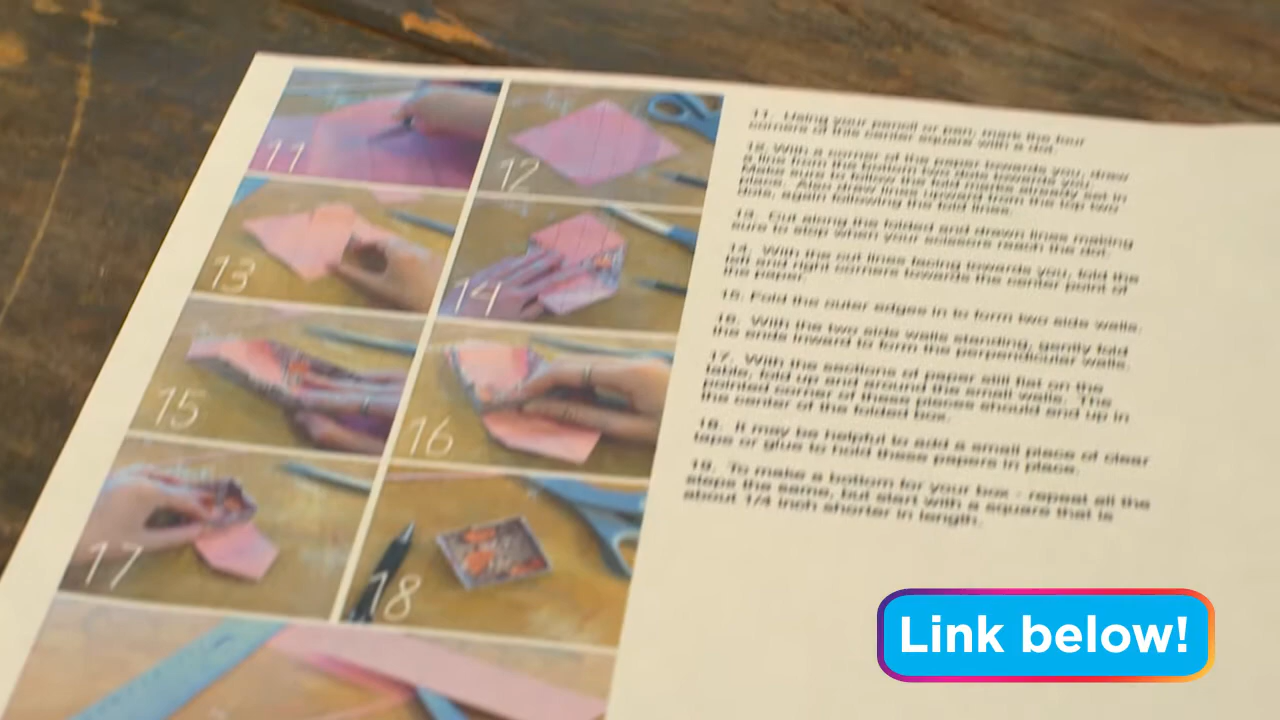 11
12
13
14
15
16
17
18
11. Using your pencil or pen, mark the four
corners of this center square with a dot.
12. With a corner of the paper towards you, draw
a line from the bottom two dots towards you.
Make sure to follow the fold marks already set in
place. Also draw lines upward from the top two
dots, again following the fold lines.
13. Cut along the folded and drawn lines making
sure to stop when your scissors reach the dot.
14. With the cut lines facing towards you, fold the
left and right corners towards the center point of
the paper.
15. Fold the outer edges in to form two side walls.
16. With the two side walls standing, gently fold
the ends inward to form the perpendicular walls.
17. With the sections of paper still flat on the
table, fold up and around the small walls. The
pointed corner of these pieces should end up in
the center of the folded box.
18. It may be helpful to add a small piece of clear
tape or glue to hold these papers in place.
19. To make a bottom for your box - repeat all the
steps the same, but start with a square that is
about 1/4 inch shorter in length.
Link below!